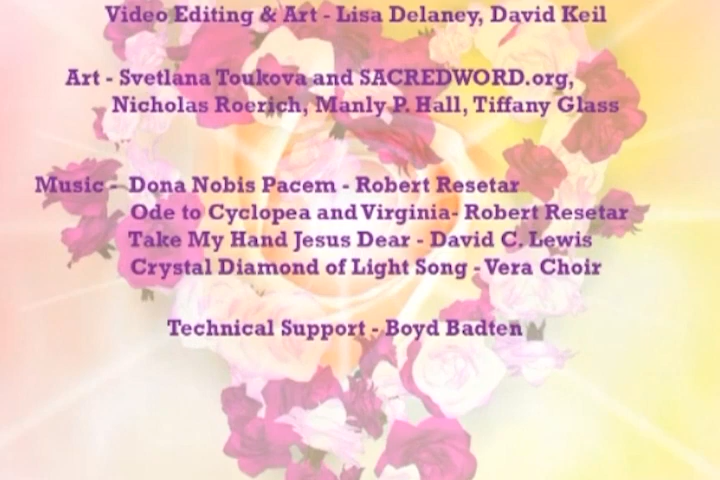 Video Editing & Art - Lisa Delaney, David Keil
Art - Svetlana Toukova and SACREDWORD.org,
Nicholas Roerich, Manly P. Hall, Tiffany Glass
Music - Dona Nobis Pacem - Robert Resetar
Ode to Cyclopea and Virginia- Robert Resetar
Take My Hand Jesus Dear - David C. Lewis
Crystal Diamond of Light Song - Vera Choir
Technical Support - Boyd Badten